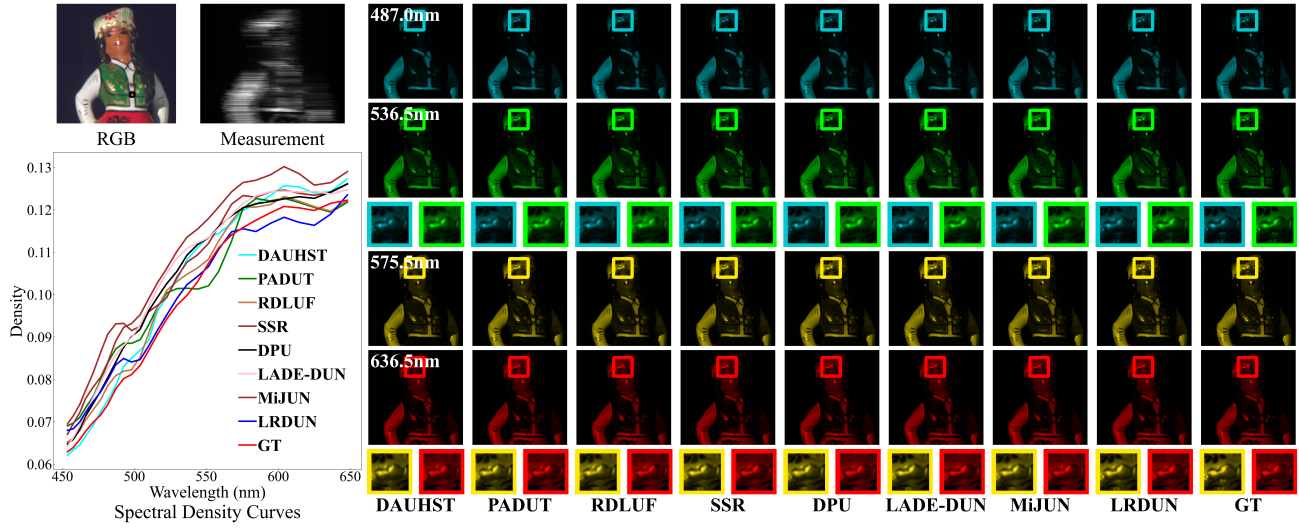 RGB
Measurement
487.0nm
536.5nm
575.5nm
636.5nm
0.13
0.12
0.11
0.10
0.09
0.08
0.07
0.06
Density
DAUHST
PADUT
RDLUF
SSR
DPU
LADE-DUN
MiJUN
LRDUN
GT
450 500 550 600 650
Wavelength (nm)
Spectral Density Curves
DAUHST PADUT RDLUF SSR DPU LADE-DUN MiJUN LRDUN GT